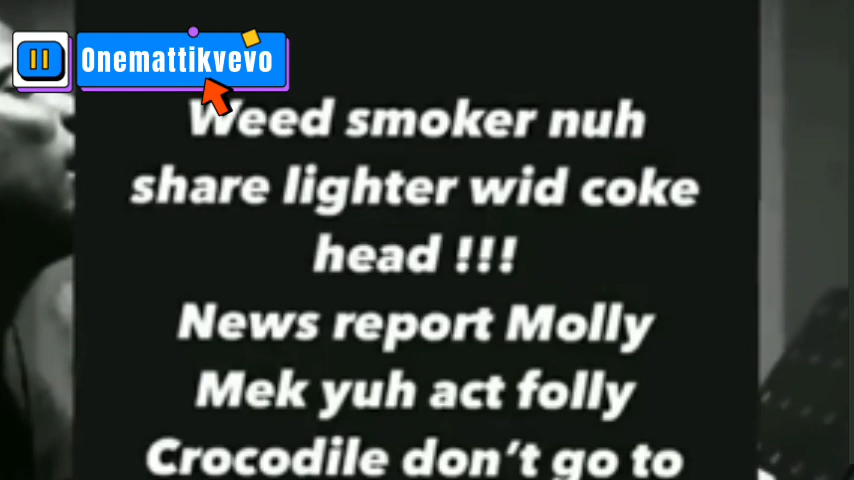 Onemattikvevo
Weed smoker nuh
share lighter wid coke
head !!!
News report Molly
Mek yuh act folly
Crocodile don't go to